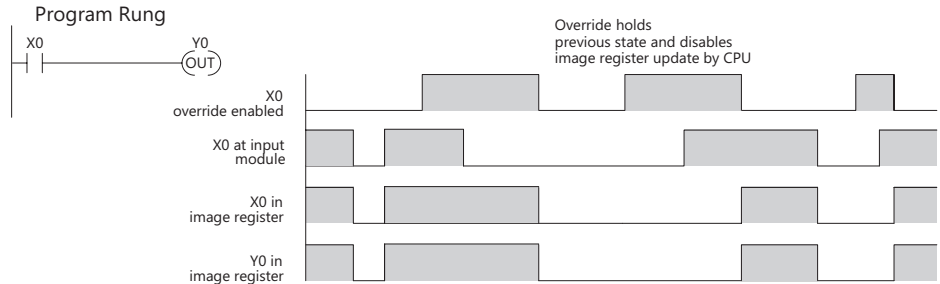 Program Rung
X0
Y0
OUT
Override holds
previous state and disables
image register update by CPU
X0
override enabled
X0 at input
module
X0 in
image register
Y0 in
image register